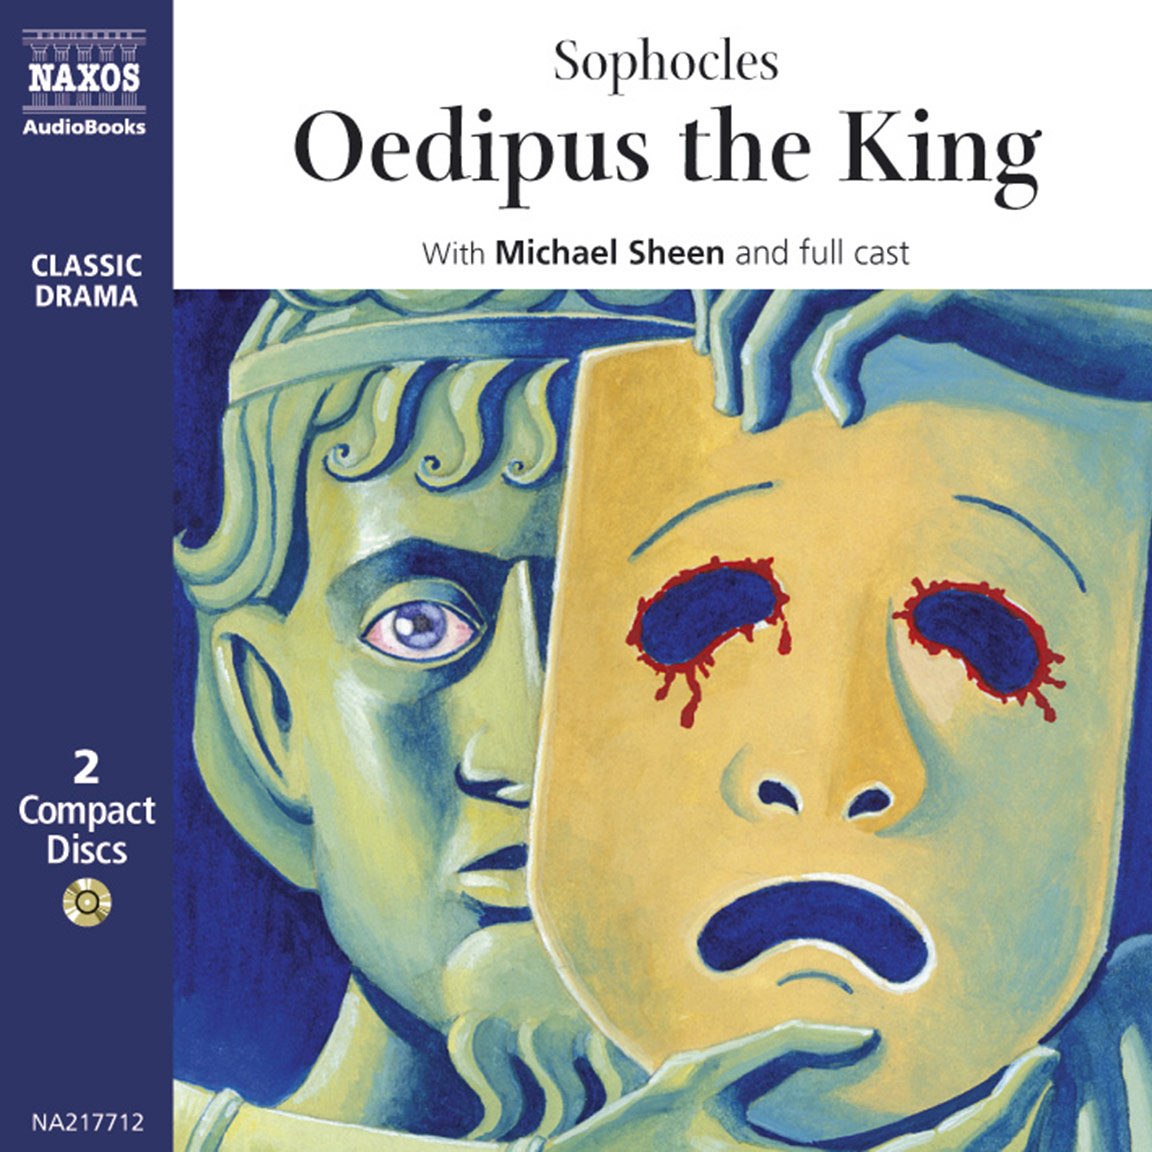 NAXOS
AudioBooks
CLASSIC
DRAMA
2
Compact
Discs
NA217712
Sophocles
Oedipus the King
With Michael Sheen and full cast